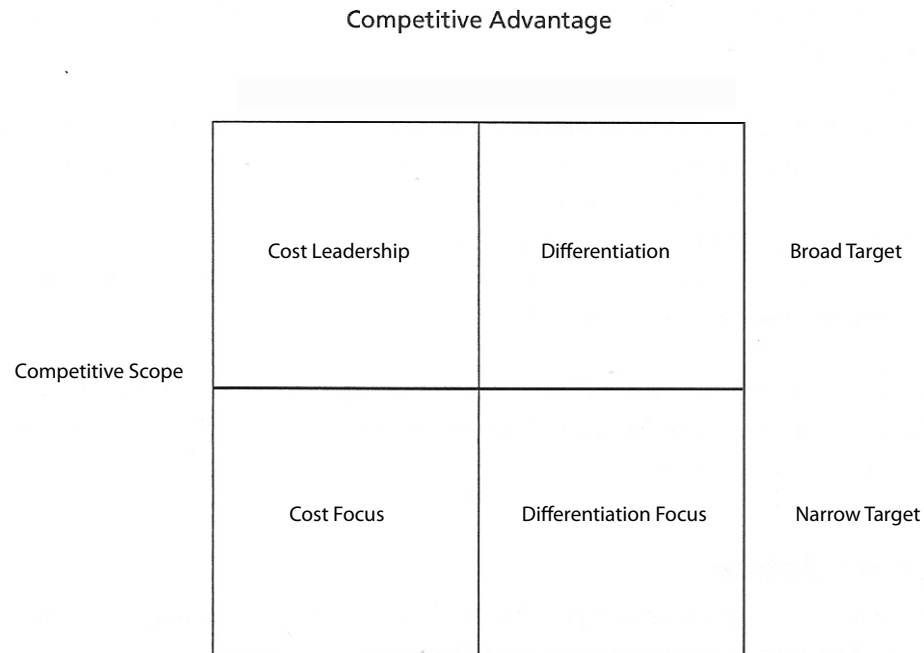 Competitive Advantage
Cost Leadership
Differentiation
Broad Target
Competitive Scope
Cost Focus
Differentiation Focus
Narrow Target